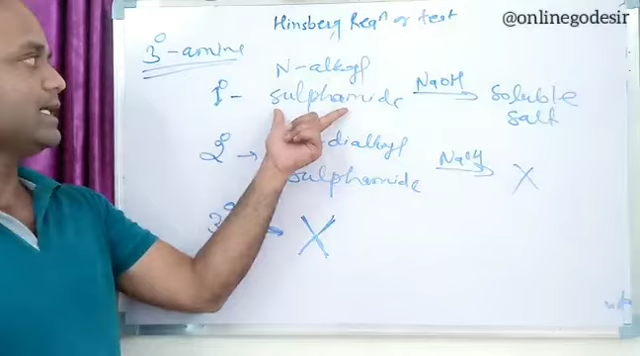 @onlinegodesir
Hinsberg Reaⁿ or test
3°-amine
N-alkyl
1° - sulphamide NaOH → soluble
salt
2° → dialkyl
sulphamide NaOH → X
3° → X